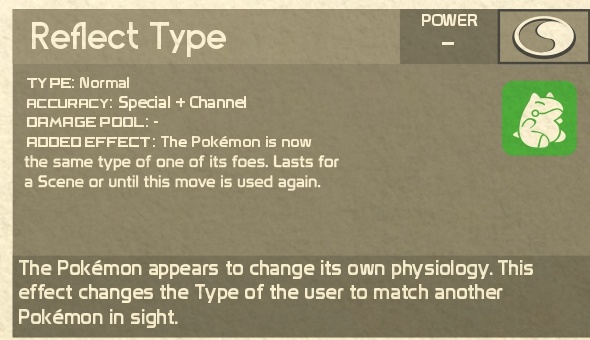 Reflect Type
POWER
–
TYPE: Normal
ACCURACY: Special + Channel
DAMAGE POOL: -
ADDED EFFECT: The Pokémon is now
the same type of one of its foes. Lasts for
a Scene or until this move is used again.
The Pokémon appears to change its own physiology. This
effect changes the Type of the user to match another
Pokémon in sight.